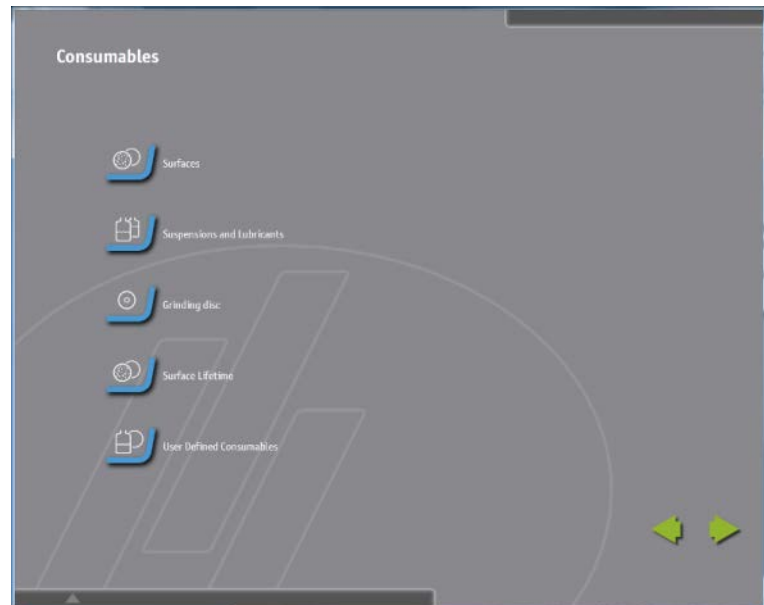 Consumables
Surfaces
Suspensions and Lubricants
Grinding disc
Surface Lifetime
User Defined Consumables